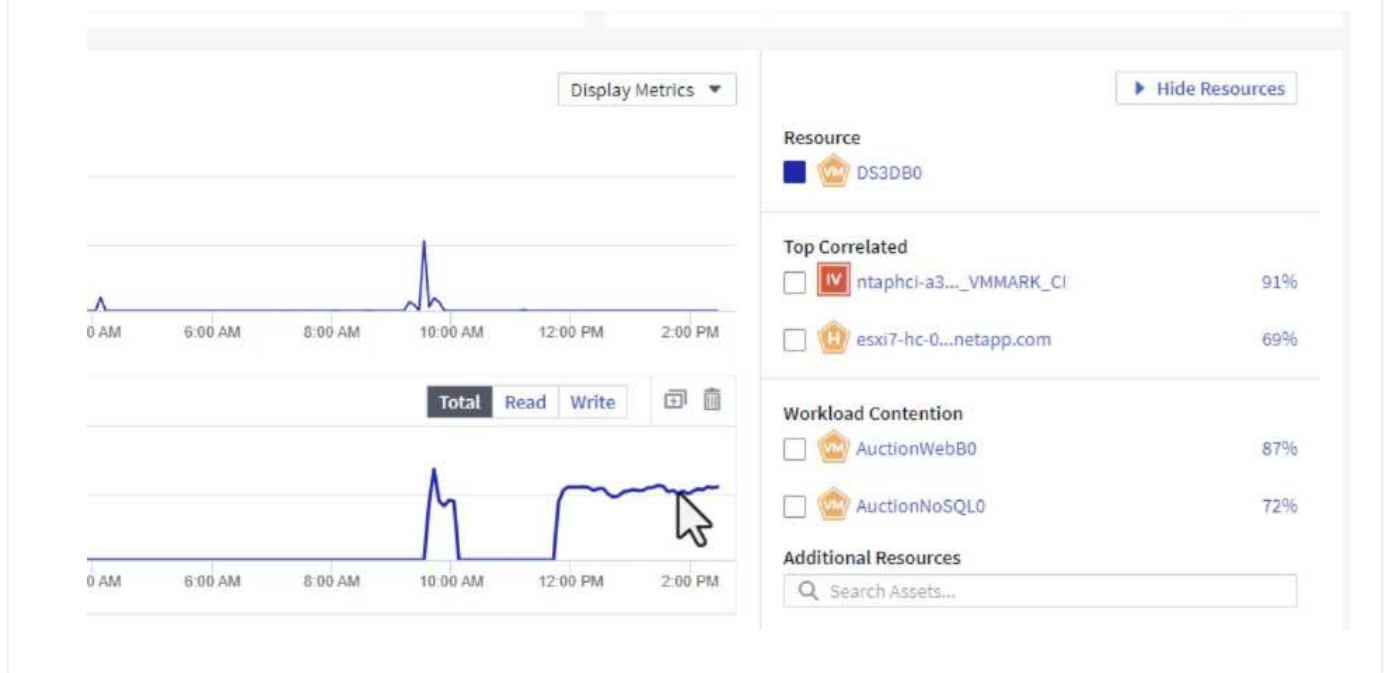 Display Metrics
Hide Resources
Resource
VM DS3DB0
Top Correlated
IV ntaphci-a3..._VMMARK_CI 91%
H esxi7-hc-0...netapp.com 69%
0 AM 6:00 AM 8:00 AM 10:00 AM 12:00 PM 2:00 PM
Total Read Write
Workload Contention
VM AuctionWebB0 87%
VM AuctionNoSQL0 72%
Additional Resources
Search Assets...
0 AM 6:00 AM 8:00 AM 10:00 AM 12:00 PM 2:00 PM